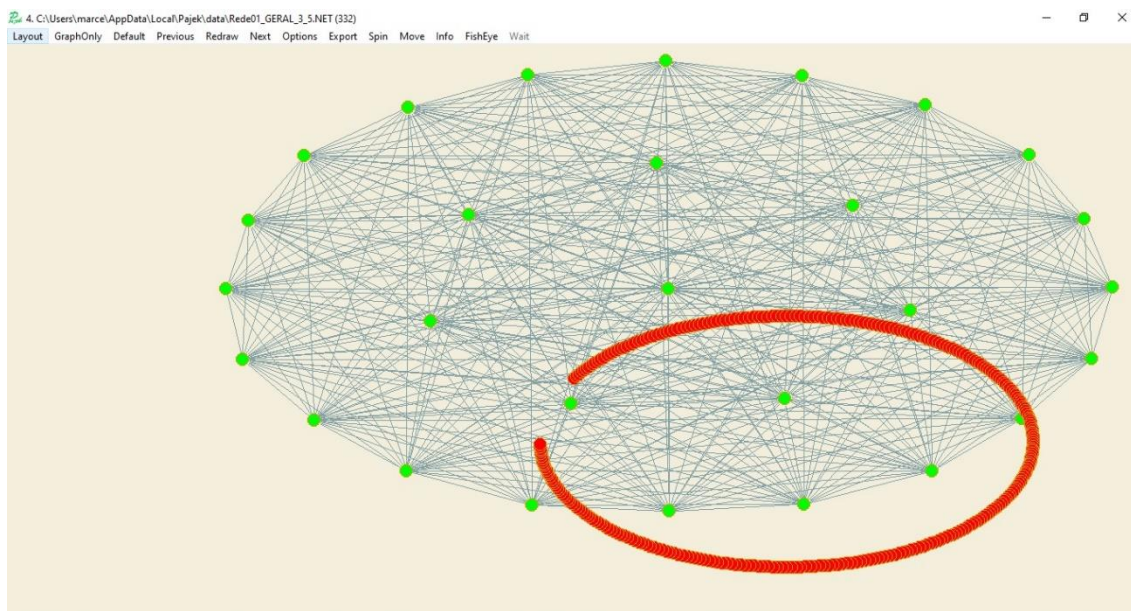 4. C:\Users\marce\AppData\Local\Pajek\data\Rede01_GERAL_3_5.NET (332)
Layout GraphOnly Default Previous Redraw Next Options Export Spin Move Info FishEye Wait